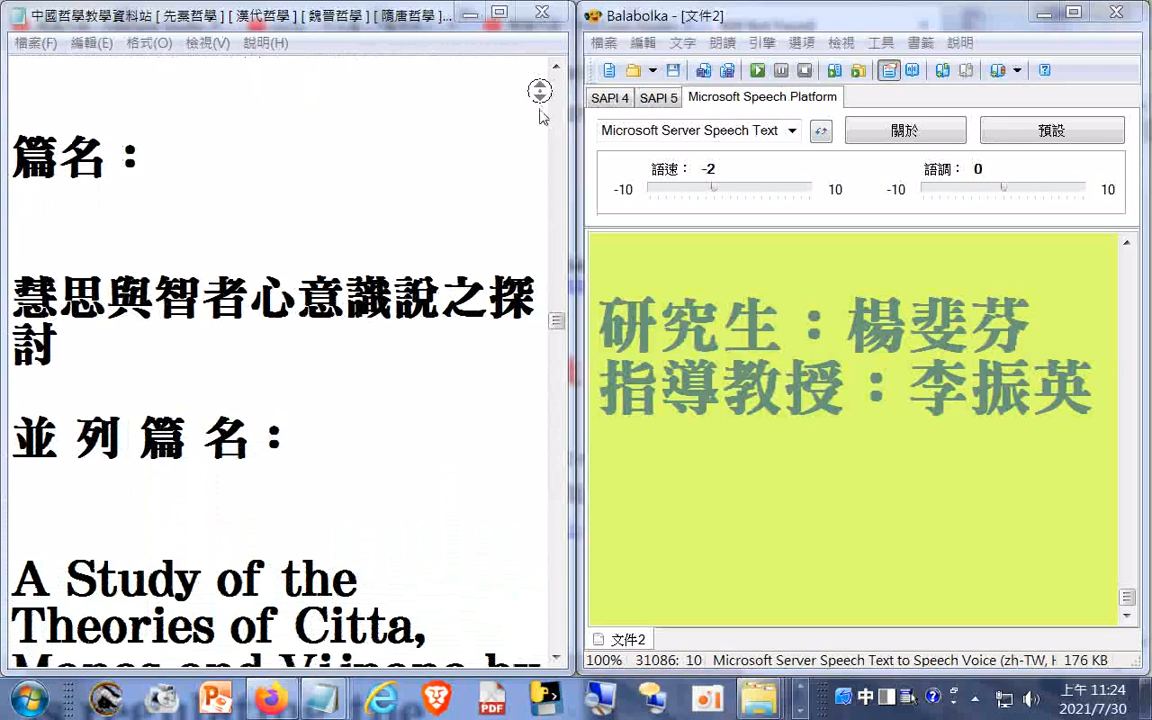 中國哲學教學資料站 [ 先秦哲學 ] [ 漢代哲學 ] [ 魏晉哲學 ] [ 隋唐哲學 ]...
檔案(F) 編輯(E) 格式(O) 檢視(V) 說明(H)
篇名：
慧思與智者心意識說之探
討
並 列 篇 名：
A Study of the
Theories of Citta,
Manas and Vijnana by
Balabolka - [文件2]
檔案 編輯 文字 朗讀 引擎 選項 檢視 工具 書籤 說明
SAPI 4 SAPI 5 Microsoft Speech Platform
Microsoft Server Speech Text 關於 預設
語速： -2 語調： 0
-10 10 -10 10
研究生：楊斐芬
指導教授：李振英
文件2
100% 31086: 10 Microsoft Server Speech Text to Speech Voice (zh-TW, H 176 KB
中
上午 11:24
2021/7/30
PDF